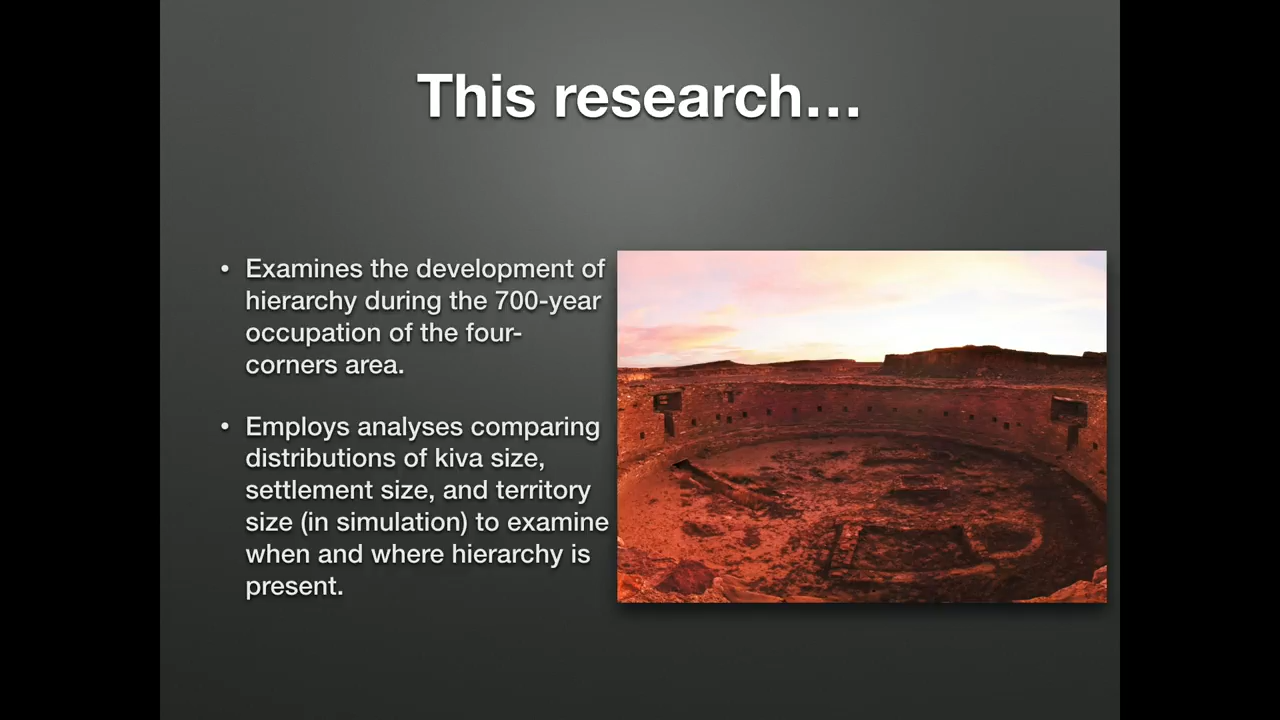 This research...
• Examines the development of
hierarchy during the 700-year
occupation of the four-
corners area.
• Employs analyses comparing
distributions of kiva size,
settlement size, and territory
size (in simulation) to examine
when and where hierarchy is
present.